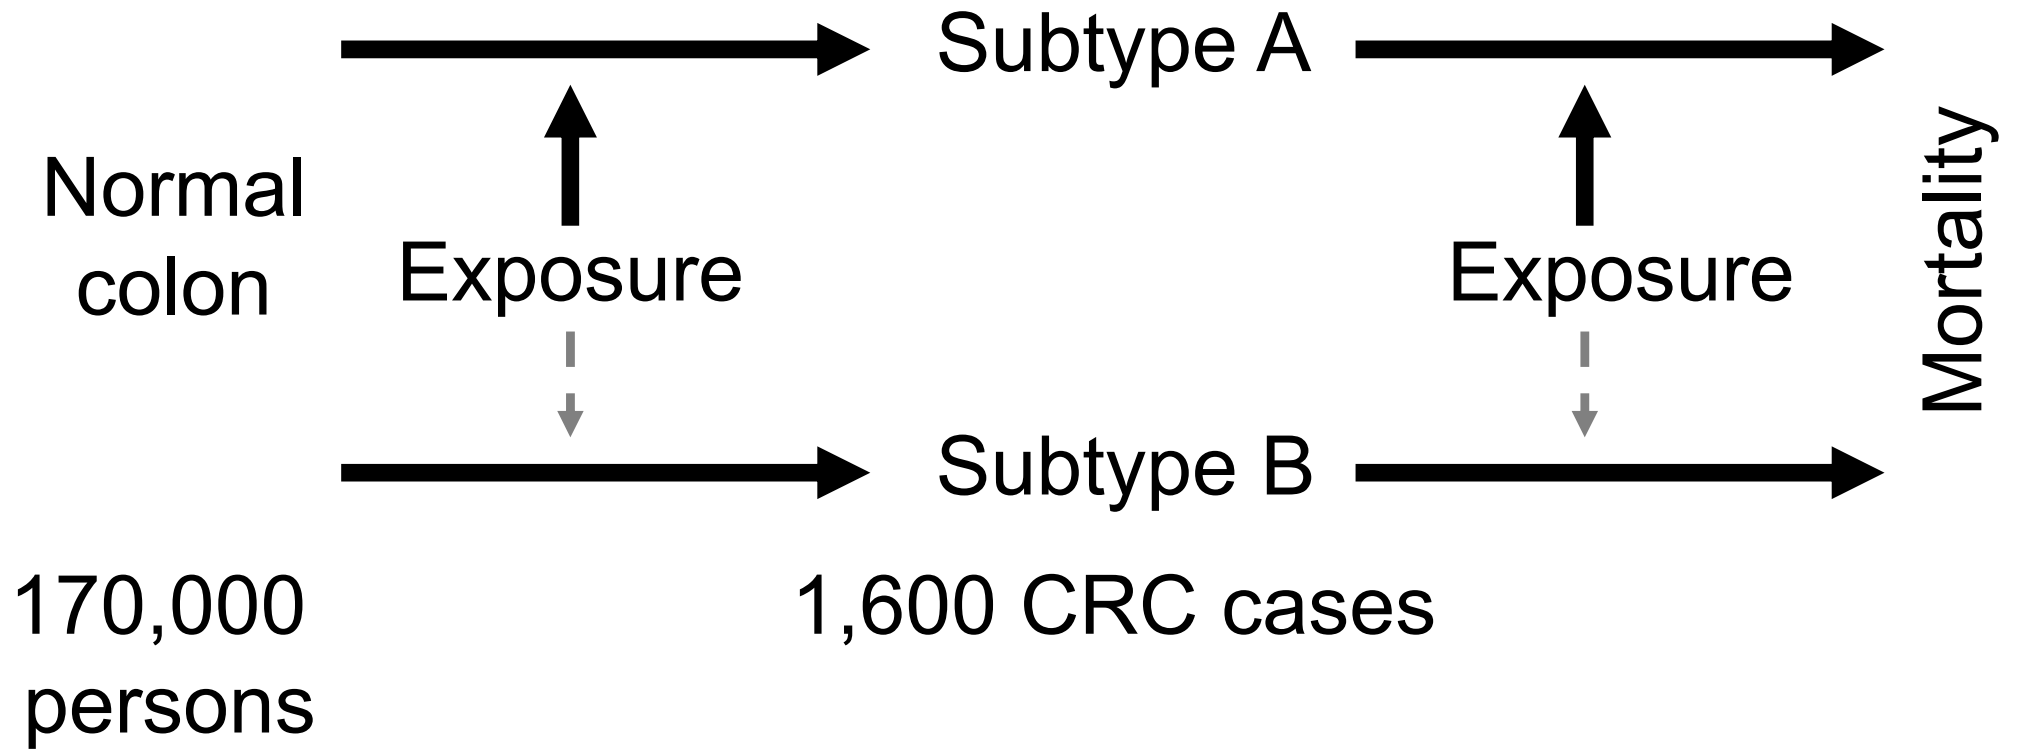 Subtype A
Normal
colon
Exposure
Exposure
Mortality
Subtype B
170,000
persons
1,600 CRC cases